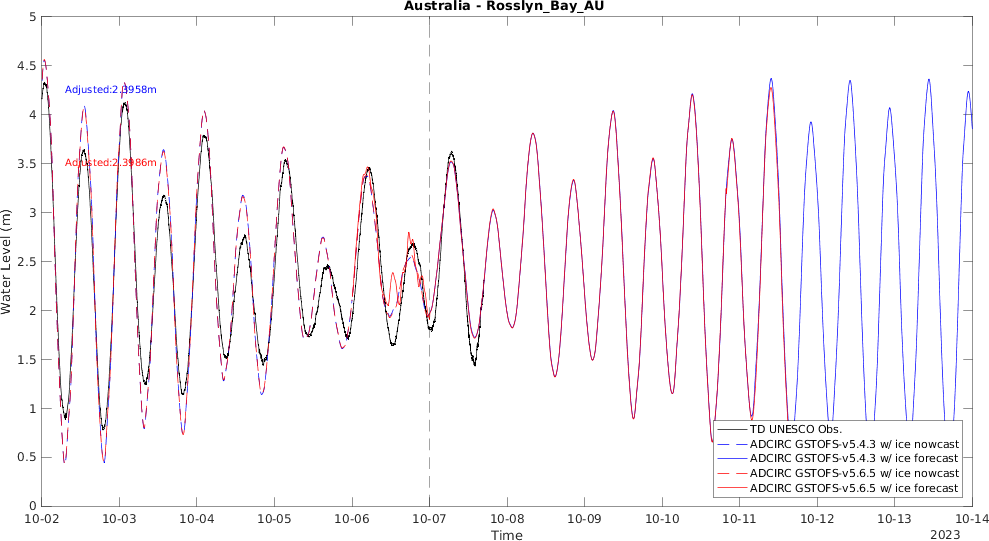 Australia - Rosslyn_Bay_AU
5
4.5
4
3.5
3
2.5
2
1.5
1
0.5
0
Water Level (m)
Adjusted:2.3958m
Adjusted:2.3986m
TD UNESCO Obs.
ADCIRC GSTOFS-v5.4.3 w/ ice nowcast
ADCIRC GSTOFS-v5.4.3 w/ ice forecast
ADCIRC GSTOFS-v5.6.5 w/ ice nowcast
ADCIRC GSTOFS-v5.6.5 w/ ice forecast
10-02 10-03 10-04 10-05 10-06 10-07 10-08 10-09 10-10 10-11 10-12 10-13 10-14
Time
2023